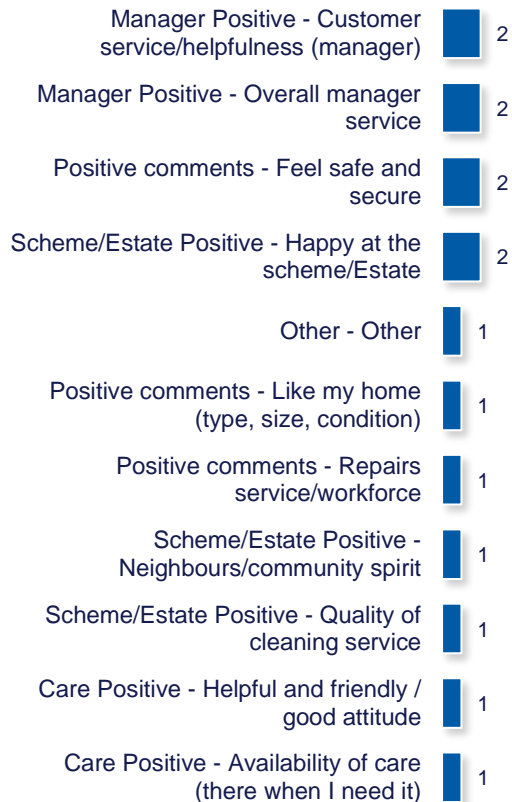 Manager Positive - Customer
service/helpfulness (manager)
2
Manager Positive - Overall manager
service
2
Positive comments - Feel safe and
secure
2
Scheme/Estate Positive - Happy at the
scheme/Estate
2
Other - Other
1
Positive comments - Like my home
(type, size, condition)
1
Positive comments - Repairs
service/workforce
1
Scheme/Estate Positive -
Neighbours/community spirit
1
Scheme/Estate Positive - Quality of
cleaning service
1
Care Positive - Helpful and friendly /
good attitude
1
Care Positive - Availability of care
(there when I need it)
1